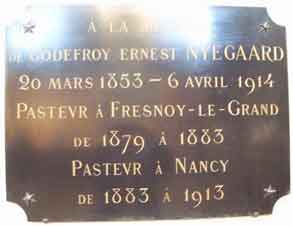 À LA
DE GODEFROY ERNEST NYEGAARD
20 MARS 1853 – 6 AVRIL 1914
PASTEVR À FRESNOY-LE-GRAND
DE 1879 À 1883
PASTEVR À NANCY
DE 1883 À 1913